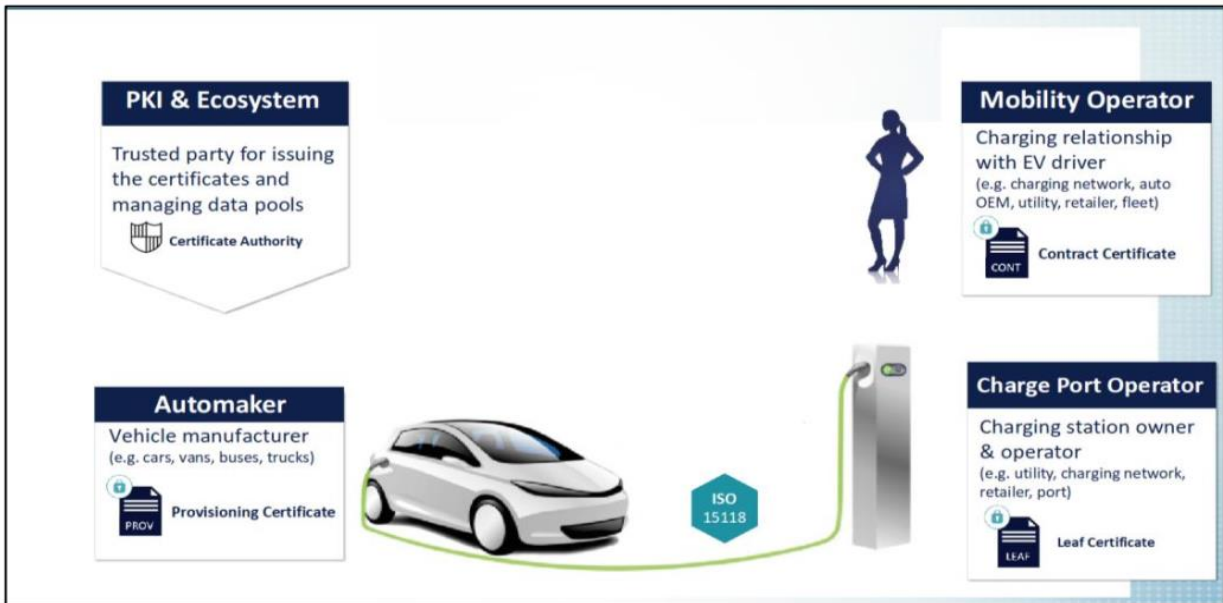 PKI & Ecosystem
Trusted party for issuing
the certificates and
managing data pools
Certificate Authority
Mobility Operator
Charging relationship
with EV driver
(e.g. charging network, auto
OEM, utility, retailer, fleet)
CONT
Contract Certificate
Automaker
Vehicle manufacturer
(e.g. cars, vans, buses, trucks)
PROV
Provisioning Certificate
ISO
15118
Charge Port Operator
Charging station owner
& operator
(e.g. utility, charging network,
retailer, port)
LEAF
Leaf Certificate